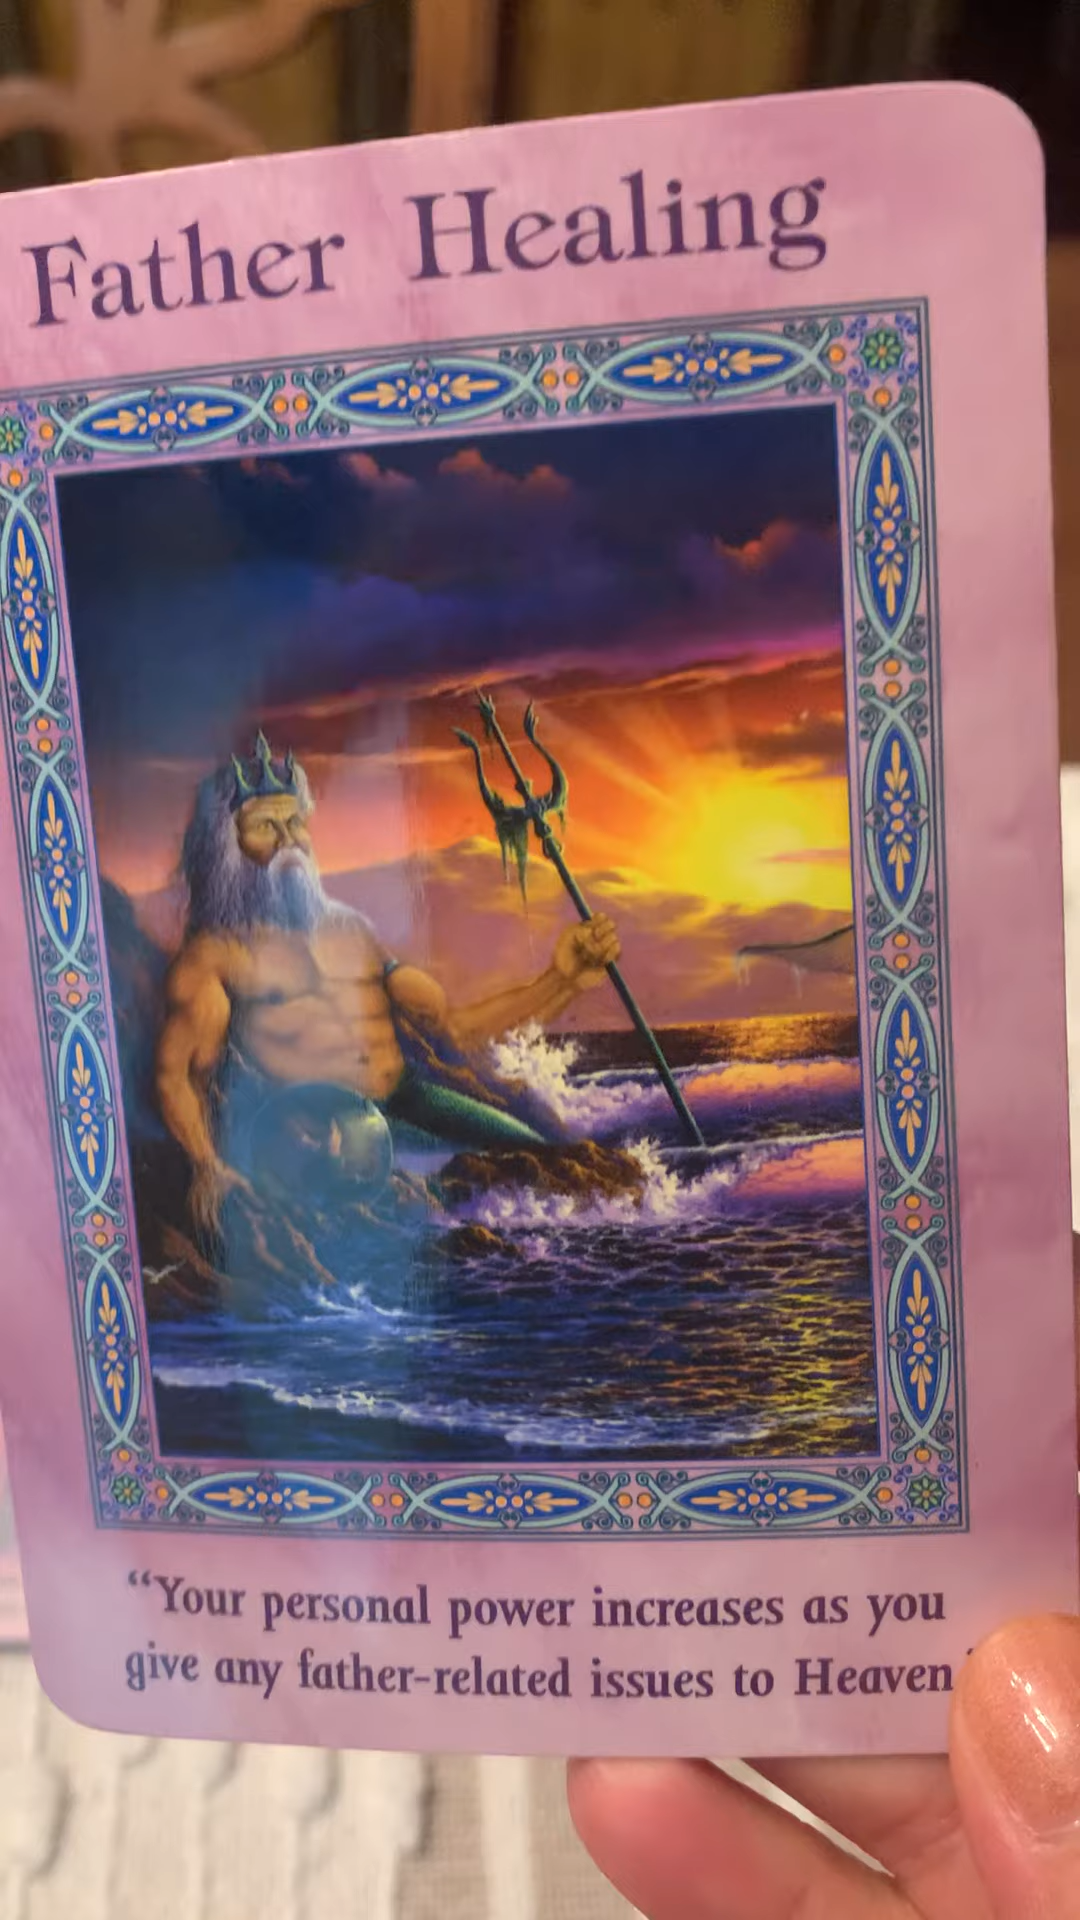 Father Healing
“Your personal power increases as you
give any father-related issues to Heaven